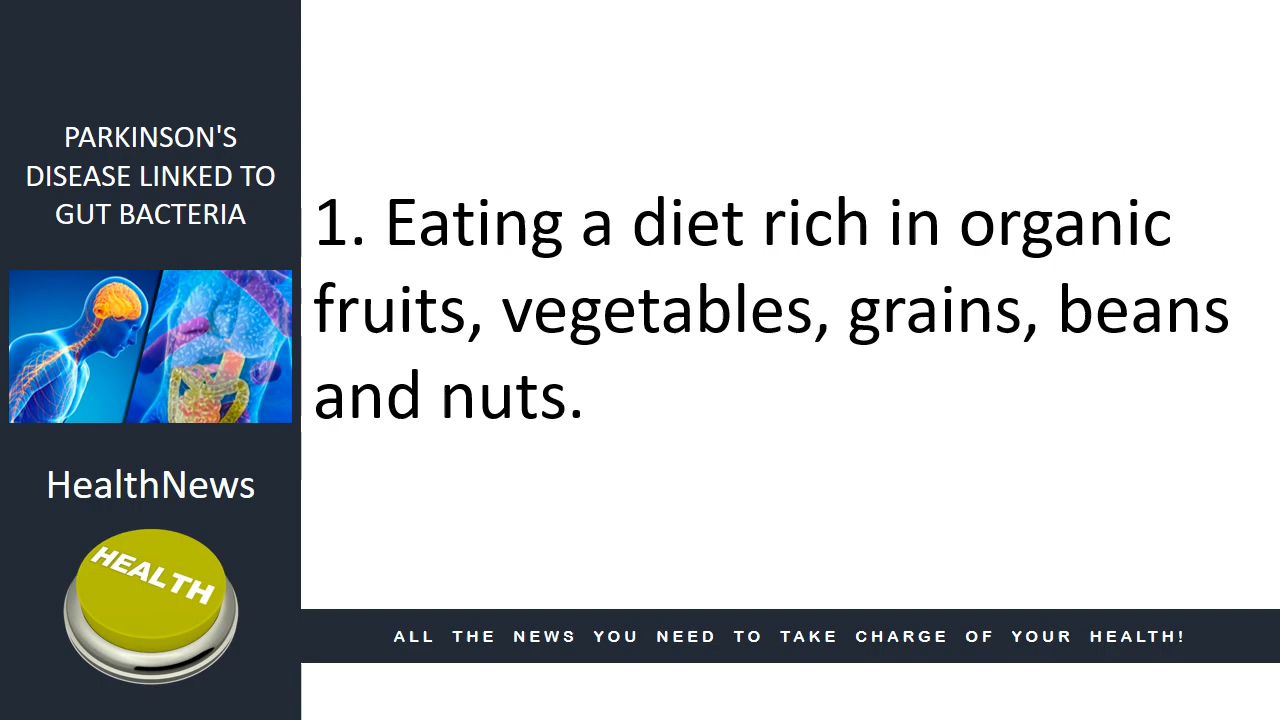 PARKINSON'S
DISEASE LINKED TO
GUT BACTERIA
HealthNews
HEALTH
1. Eating a diet rich in organic
fruits, vegetables, grains, beans
and nuts.
ALL THE NEWS YOU NEED TO TAKE CHARGE OF YOUR HEALTH!